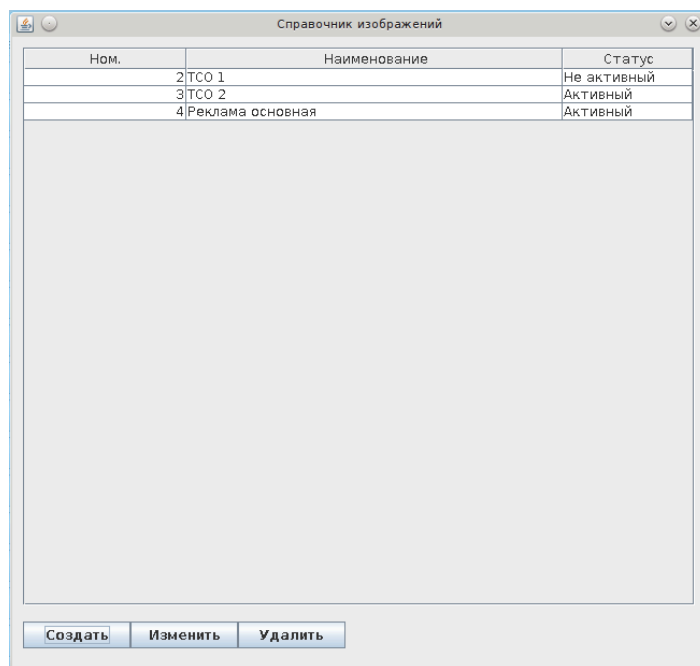 Справочник изображений
Ном. Наименование Статус
2 ТСО 1 Не активный
3 ТСО 2 Активный
4 Реклама основная Активный
Создать Изменить Удалить